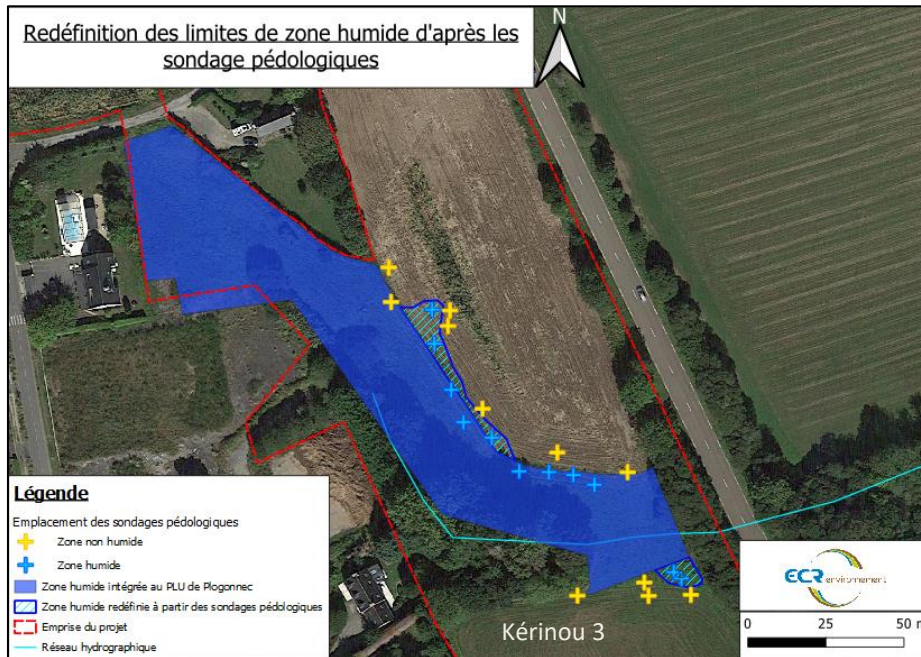 Redéfinition des limites de zone humide d'après les
sondage pédologiques
N
Légende
Emplacement des sondages pédologiques
Zone non humide
Zone humide
Zone humide intégrée au PLU de Plogonnec
Zone humide redéfinie à partir des sondages pédologiques
Emprise du projet
Réseau hydrographique
Kérinou 3
ECR environnement
0 25 50 m